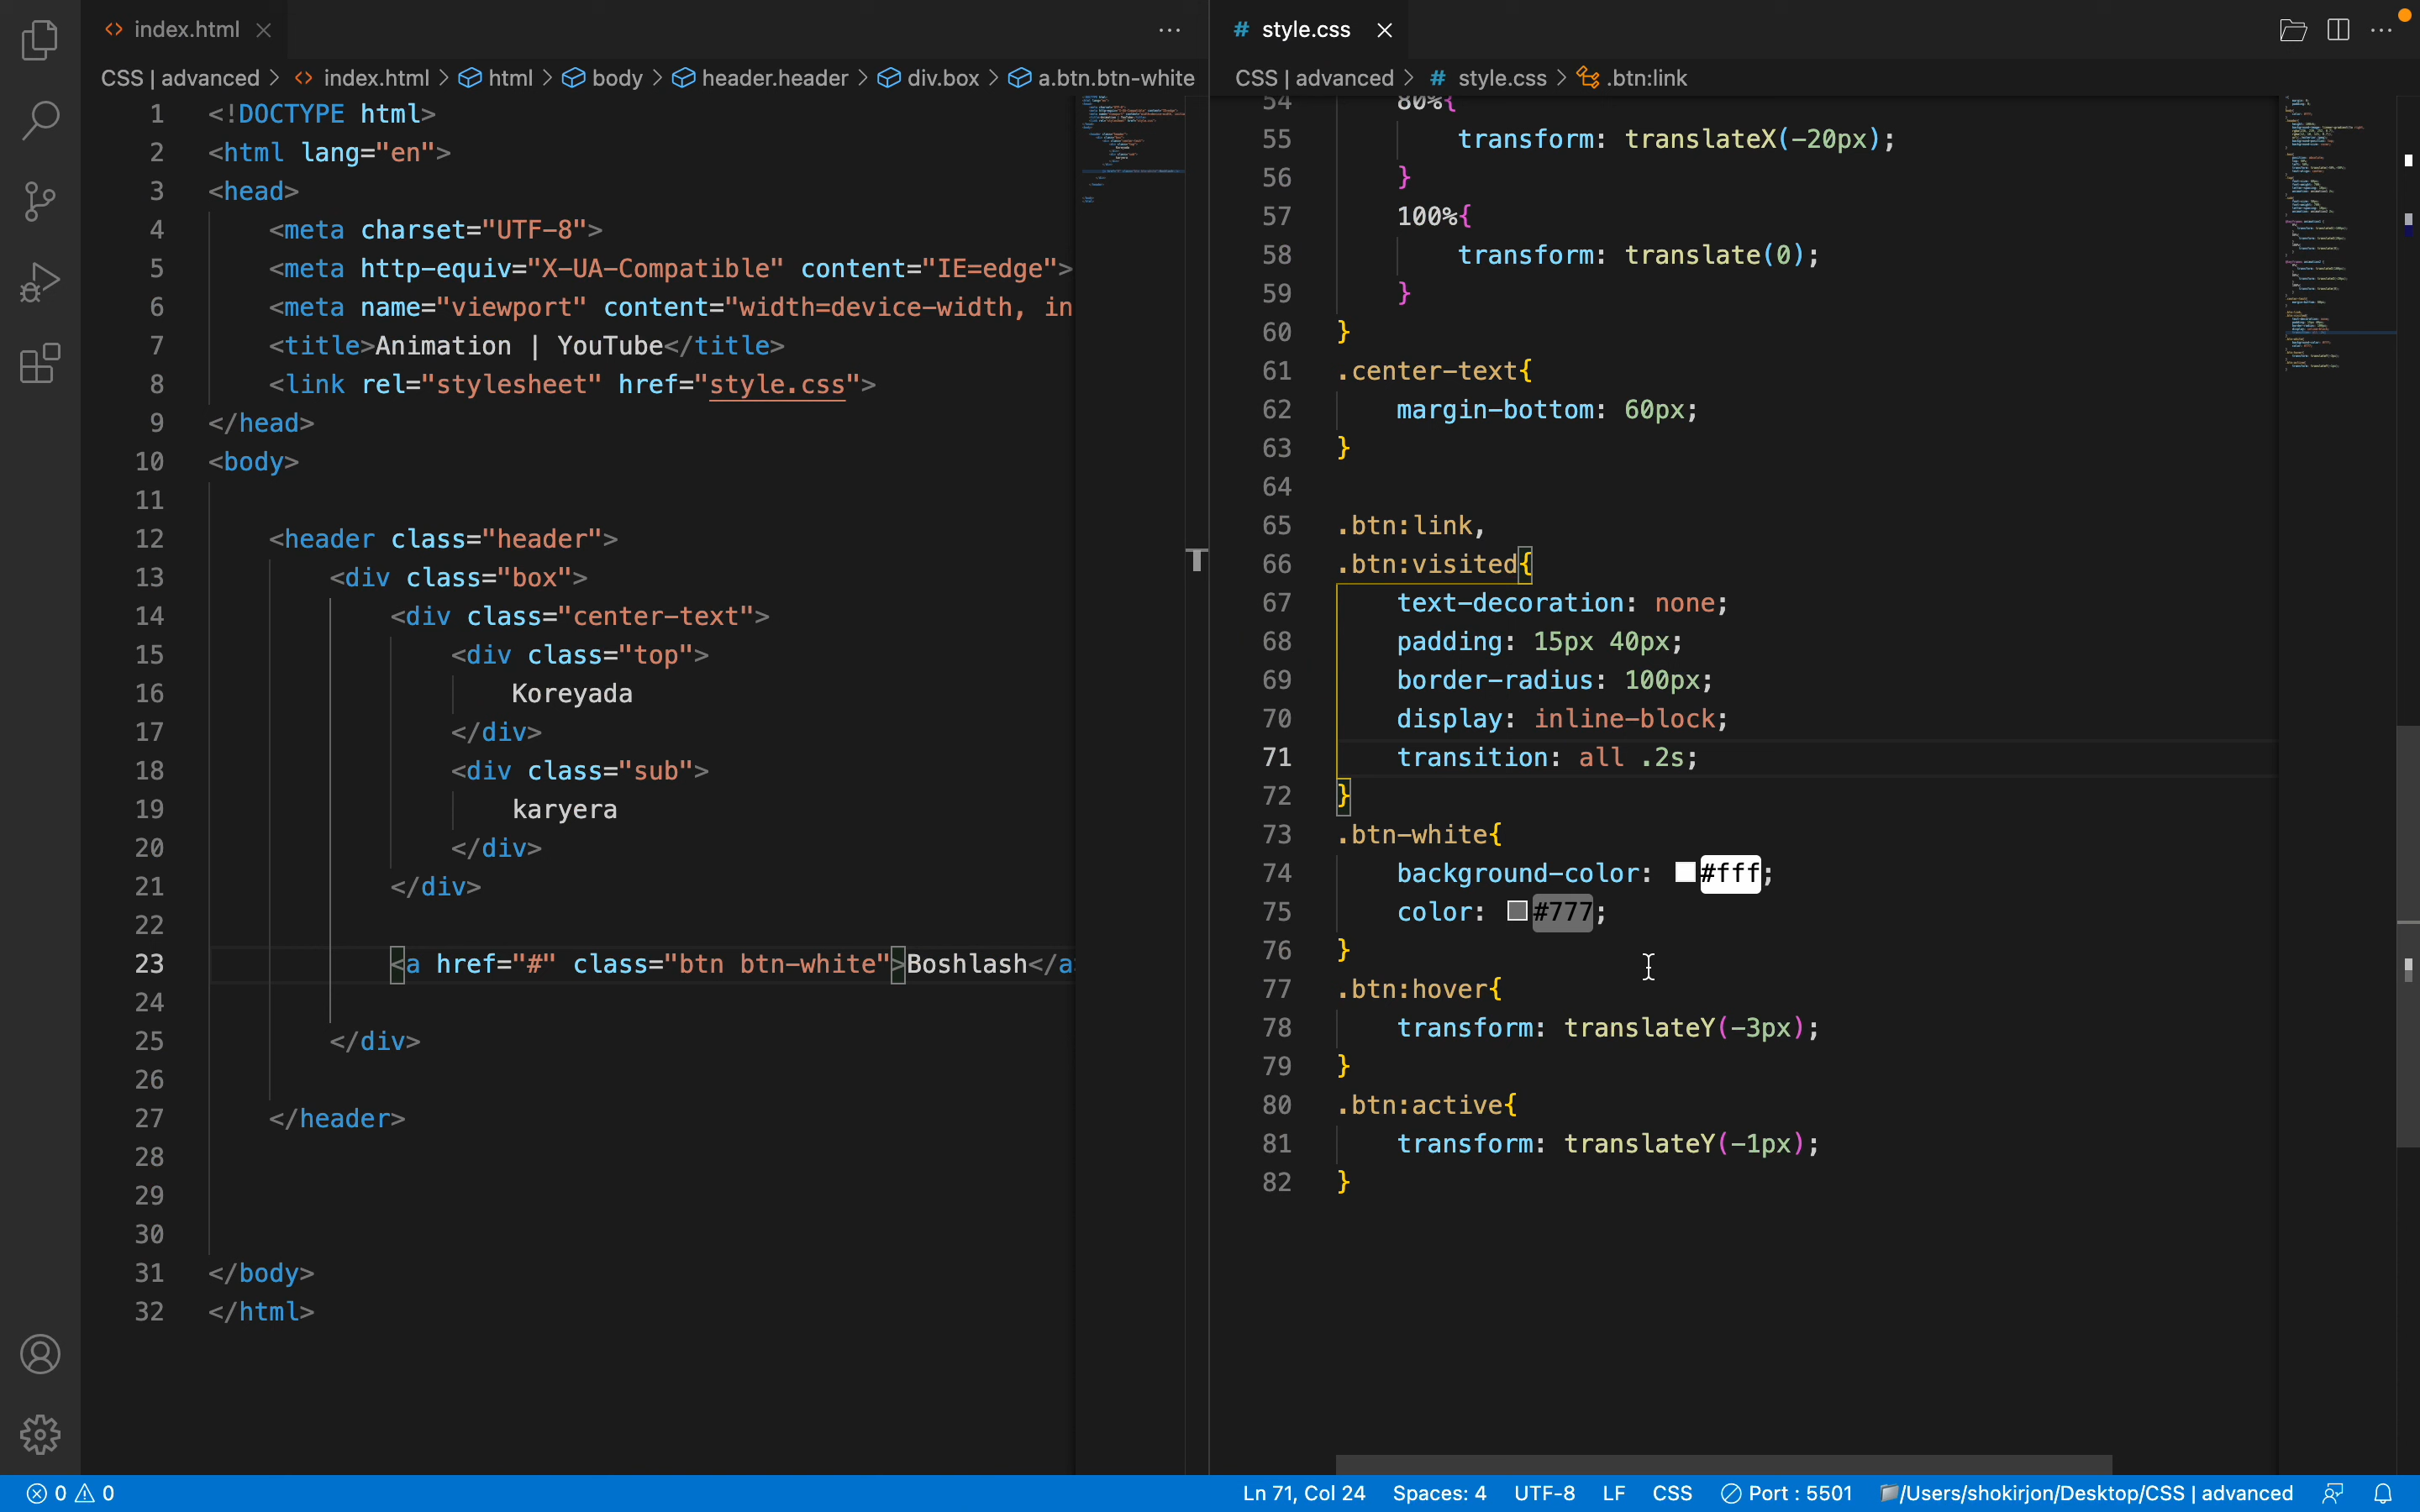 index.html
CSS | advanced > index.html > html > body > header.header > div.box > a.btn.btn-white
1 <!DOCTYPE html>
2 <html lang="en">
3 <head>
4 <meta charset="UTF-8">
5 <meta http-equiv="X-UA-Compatible" content="IE=edge">
6 <meta name="viewport" content="width=device-width, in
7 <title>Animation | YouTube</title>
8 <link rel="stylesheet" href="style.css">
9 </head>
10 <body>
11
12 <header class="header">
13 <div class="box">
14 <div class="center-text">
15 <div class="top">
16 Koreyada
17 </div>
18 <div class="sub">
19 karyera
20 </div>
21 </div>
22
23 <a href="#" class="btn btn-white">Boshlash</a
24
25 </div>
26
27 </header>
28
29
30
31 </body>
32 </html>
# style.css
CSS | advanced > # style.css > .btn:link
54 80%{
55 transform: translateX(-20px);
56 }
57 100%{
58 transform: translate(0);
59 }
60 }
61 .center-text{
62 margin-bottom: 60px;
63 }
64
65 .btn:link,
66 .btn:visited{
67 text-decoration: none;
68 padding: 15px 40px;
69 border-radius: 100px;
70 display: inline-block;
71 transition: all .2s;
72 }
73 .btn-white{
74 background-color: #fff;
75 color: #777;
76 }
77 .btn:hover{
78 transform: translateY(-3px);
79 }
80 .btn:active{
81 transform: translateY(-1px);
82 }
0 0
Ln 71, Col 24 Spaces: 4 UTF-8 LF CSS Port : 5501 /Users/shokirjon/Desktop/CSS | advanced